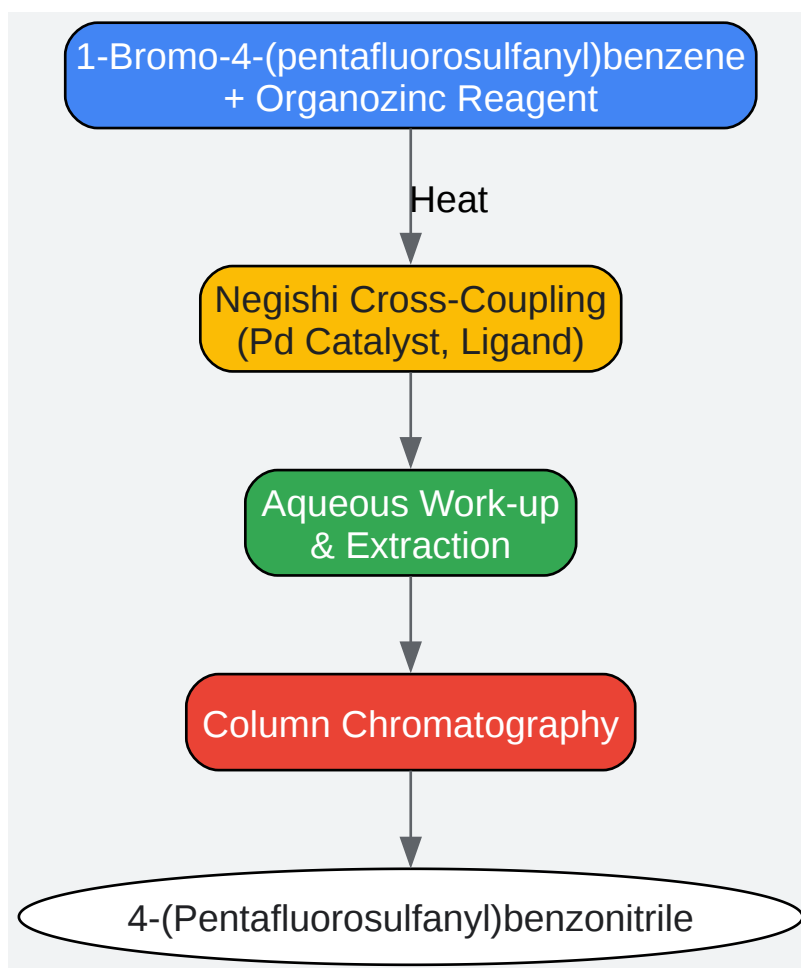 1-Bromo-4-(pentafluorosulfanyl)benzene
+ Organozinc Reagent
Heat
Negishi Cross-Coupling
(Pd Catalyst, Ligand)
Aqueous Work-up
& Extraction
Column Chromatography
4-(Pentafluorosulfanyl)benzonitrile